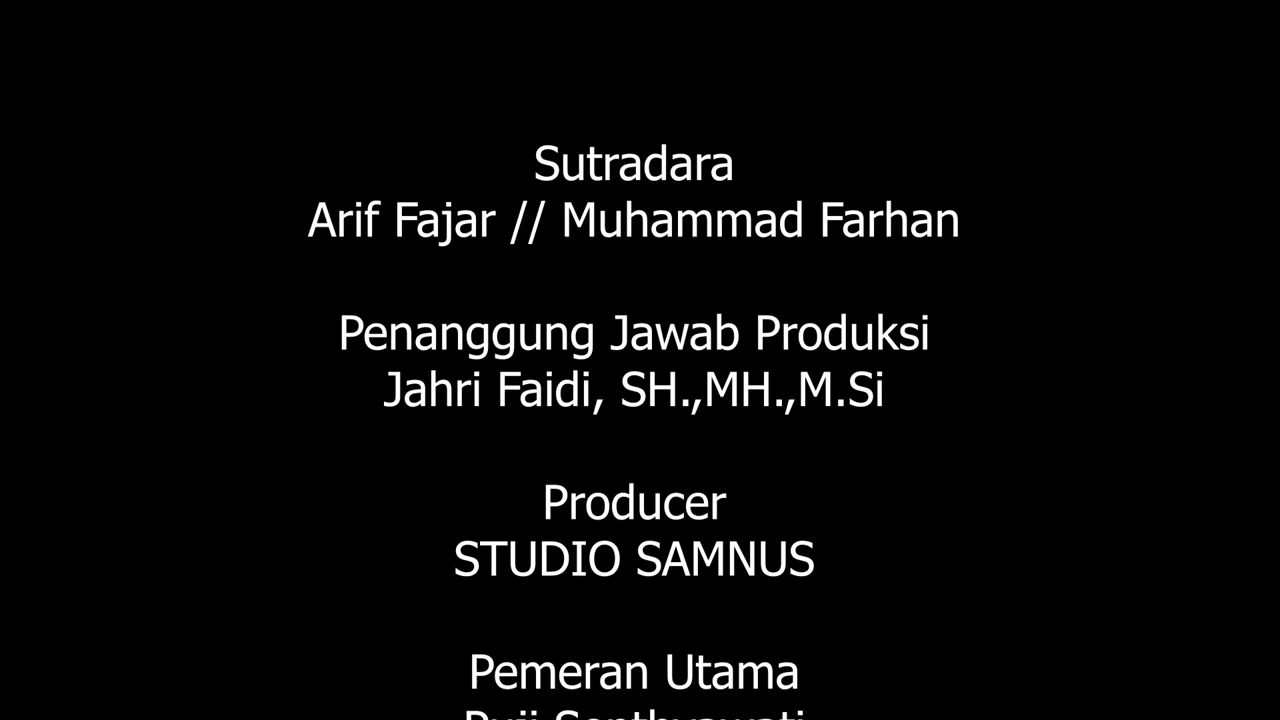 Sutradara
Arif Fajar // Muhammad Farhan
Penanggung Jawab Produksi
Jahri Faidi, SH.,MH.,M.Si
Producer
STUDIO SAMNUS
Pemeran Utama